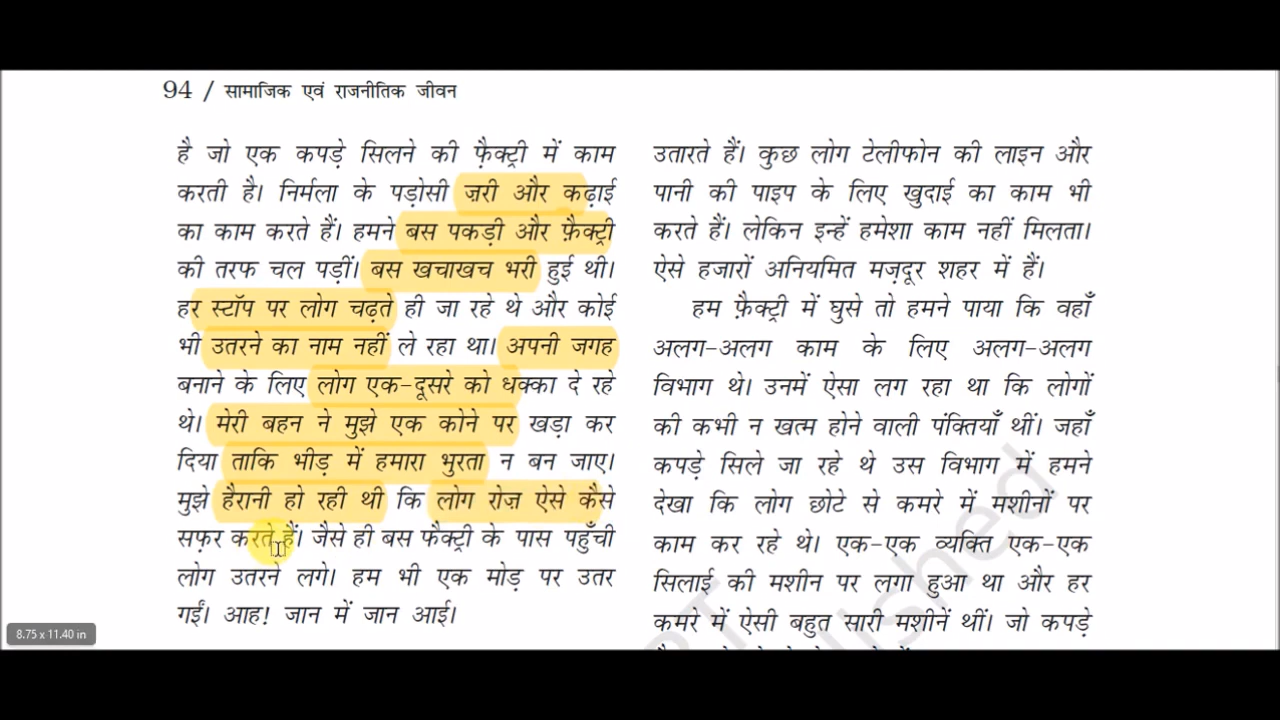 94 / सामाजिक एवं राजनीतिक जीवन
है जो एक कपड़े सिलने की फ़ैक्ट्री में काम
करती है। निर्मला के पड़ोसी ज़री और कढ़ाई
का काम करते हैं। हमने बस पकड़ी और फ़ैक्ट्री
की तरफ चल पड़ीं। बस खचाखच भरी हुई थी।
हर स्टॉप पर लोग चढ़ते ही जा रहे थे और कोई
भी उतरने का नाम नहीं ले रहा था। अपनी जगह
बनाने के लिए लोग एक-दूसरे को धक्का दे रहे
थे। मेरी बहन ने मुझे एक कोने पर खड़ा कर
दिया ताकि भीड़ में हमारा भुरता न बन जाए।
मुझे हैरानी हो रही थी कि लोग रोज़ ऐसे कैसे
सफ़र करते हैं। जैसे ही बस फैक्ट्री के पास पहुँची
लोग उतरने लगे। हम भी एक मोड़ पर उतर
गईं। आह! जान में जान आई।
उतारते हैं। कुछ लोग टेलीफोन की लाइन और
पानी की पाइप के लिए खुदाई का काम भी
करते हैं। लेकिन इन्हें हमेशा काम नहीं मिलता।
ऐसे हजारों अनियमित मज़दूर शहर में हैं।
हम फ़ैक्ट्री में घुसे तो हमने पाया कि वहाँ
अलग-अलग काम के लिए अलग-अलग
विभाग थे। उनमें ऐसा लग रहा था कि लोगों
की कभी न खत्म होने वाली पंक्तियाँ थीं। जहाँ
कपड़े सिले जा रहे थे उस विभाग में हमने
देखा कि लोग छोटे से कमरे में मशीनों पर
काम कर रहे थे। एक-एक व्यक्ति एक-एक
सिलाई की मशीन पर लगा हुआ था और हर
कमरे में ऐसी बहुत सारी मशीनें थीं। जो कपड़े
8.75 x 11.40 in